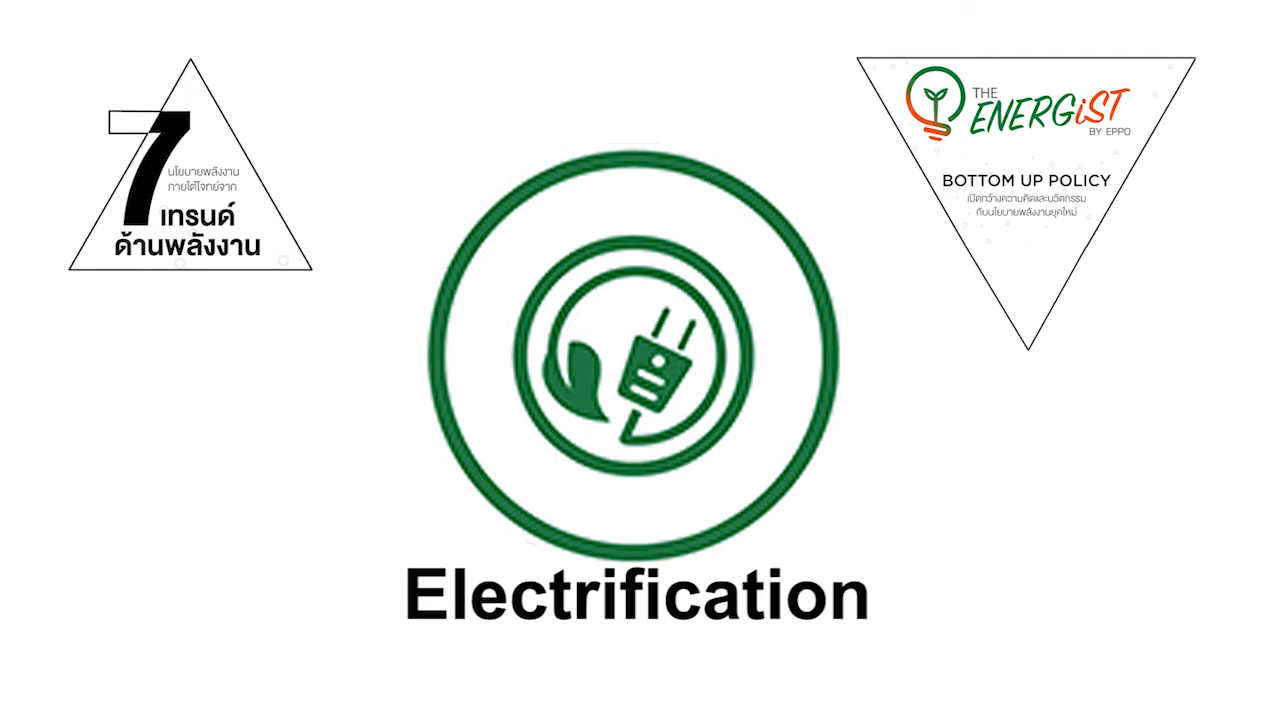 7
นโยบายพลังงาน
ภายใต้โจทย์จาก
เทรนด์
ด้านพลังงาน
THE
ENERGiST
BY EPPO
BOTTOM UP POLICY
เปิดกว้างความคิดและนวัตกรรม
กับนโยบายพลังงานยุคใหม่
Electrification